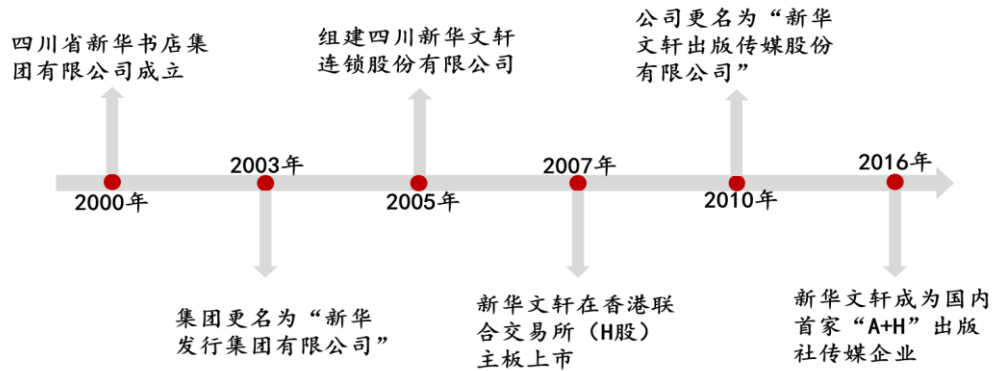 四川省新华书店集
团有限公司成立
组建四川新华文轩
连锁股份有限公司
公司更名为“新华
文轩出版传媒股份
有限公司”
2003年
2007年
2016年
2000年
2005年
2010年
集团更名为“新华
发行集团有限公司”
新华文轩在香港联
合交易所（H股）
主板上市
新华文轩成为国内
首家“A+H”出版
社传媒企业